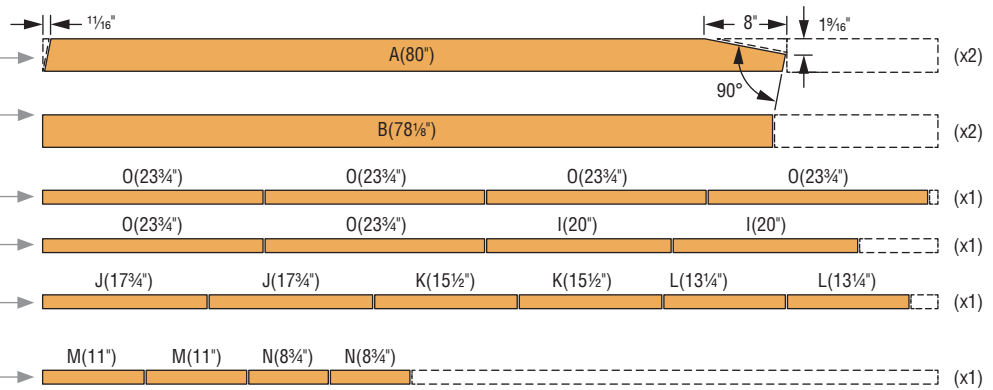 11⁄16" 8" 1 9⁄16"
A(80") (x2)
90°
B(78⅛") (x2)
O(23¾") O(23¾") O(23¾") O(23¾")
(x1)
O(23¾") O(23¾") I(20") I(20")
(x1)
J(17¾") J(17¾") K(15½") K(15½") L(13¼") L(13¼")
(x1)
M(11") M(11") N(8¾") N(8¾")
(x1)